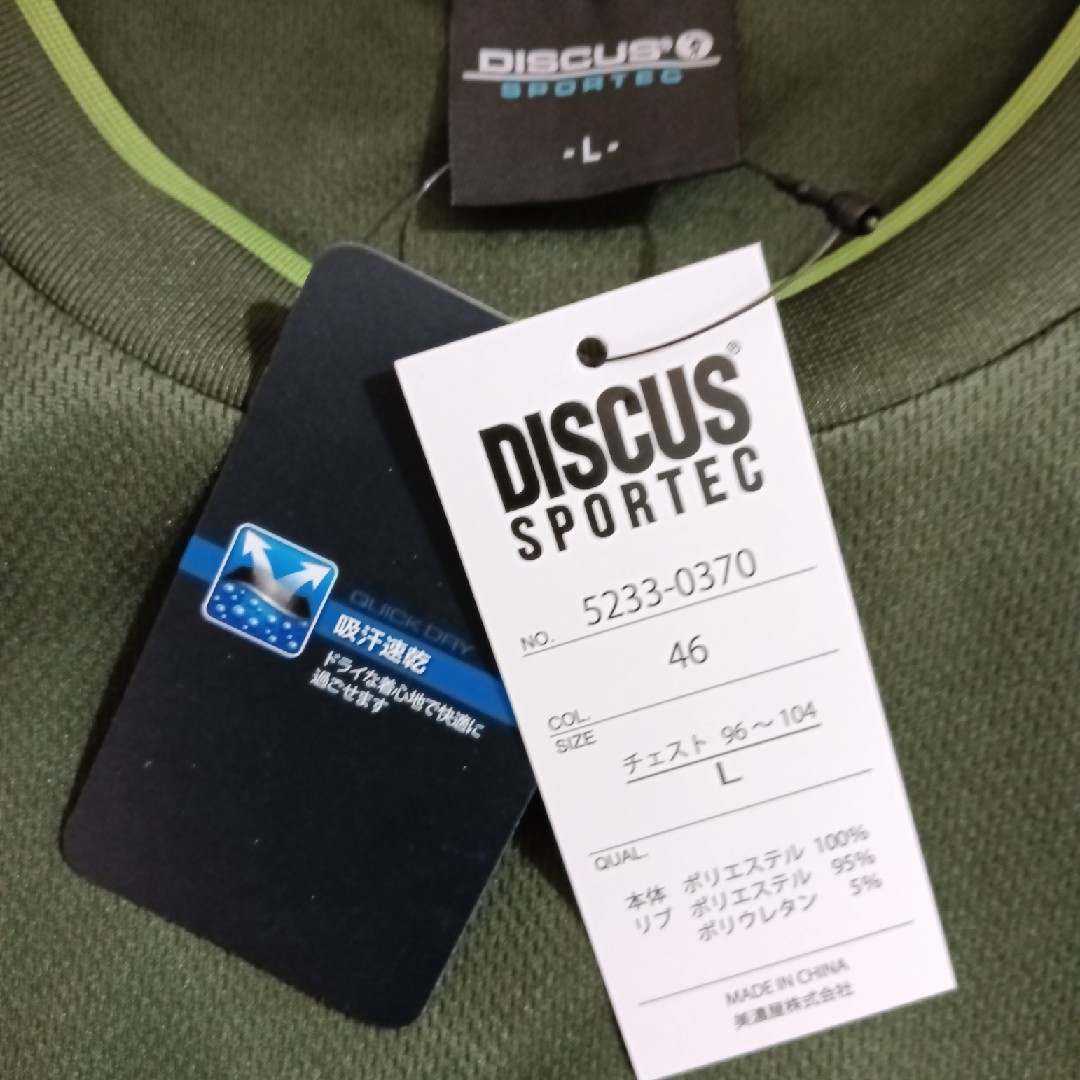 DISCUS®
SPORTEC
-L-
DISCUS®
SPORTEC
NO. 5233-0370
COL. 46
SIZE チェスト 96～104
L
QUAL.
本体 ポリエステル 100%
リブ ポリエステル 95%
ポリウレタン 5%
MADE IN CHINA
美濃屋株式会社
QUICK DRY
吸汗速乾
ドライな着心地で快適に
過ごせます